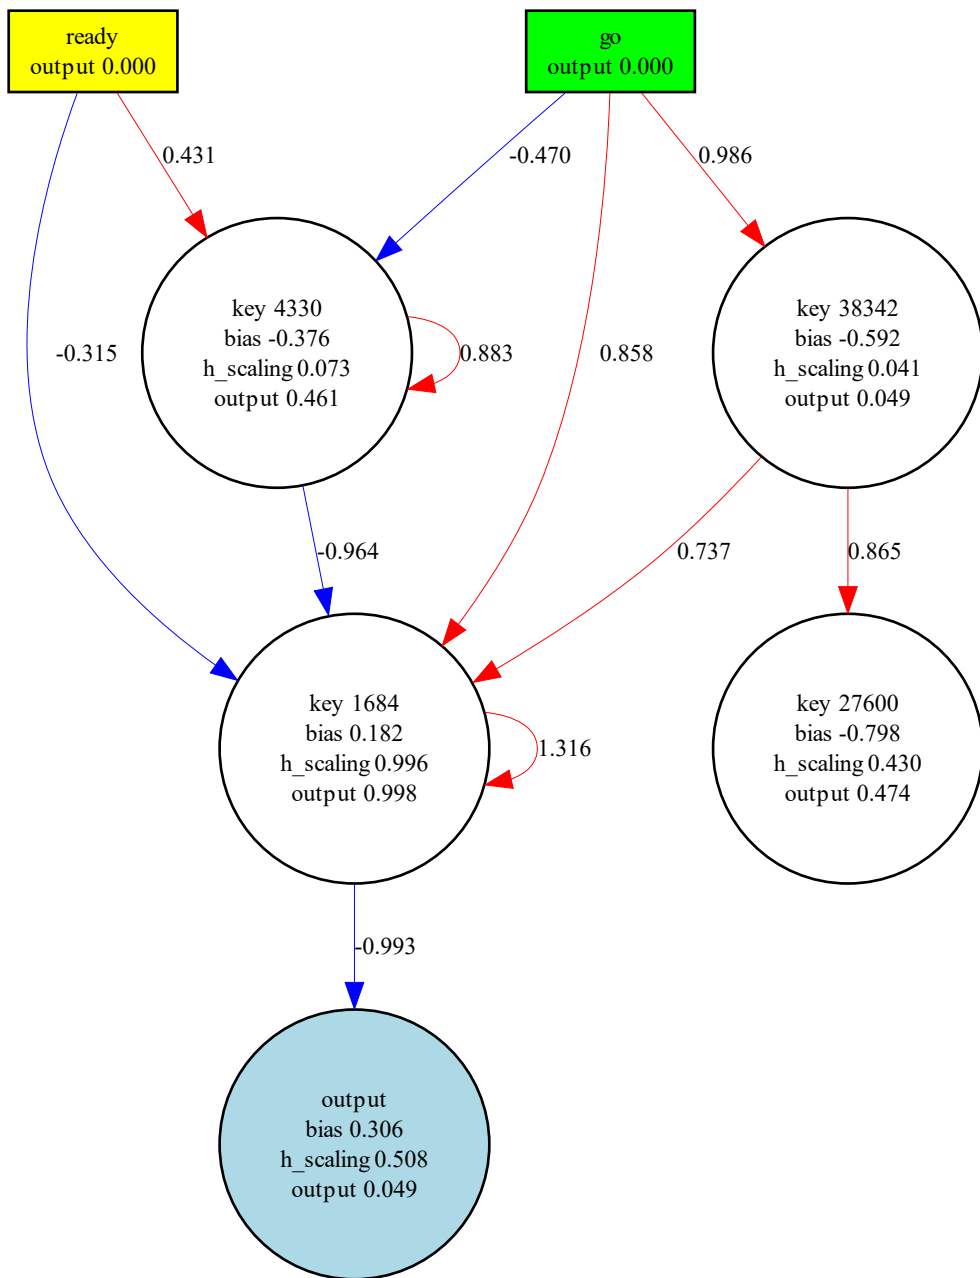 ready
output 0.000
go
output 0.000
0.431
-0.470
0.986
key 4330
bias -0.376
h_scaling 0.073
output 0.461
key 38342
bias -0.592
h_scaling 0.041
output 0.049
-0.315
0.883
0.858
-0.964
0.737
0.865
key 1684
bias 0.182
h_scaling 0.996
output 0.998
1.316
key 27600
bias -0.798
h_scaling 0.430
output 0.474
-0.993
output
bias 0.306
h_scaling 0.508
output 0.049